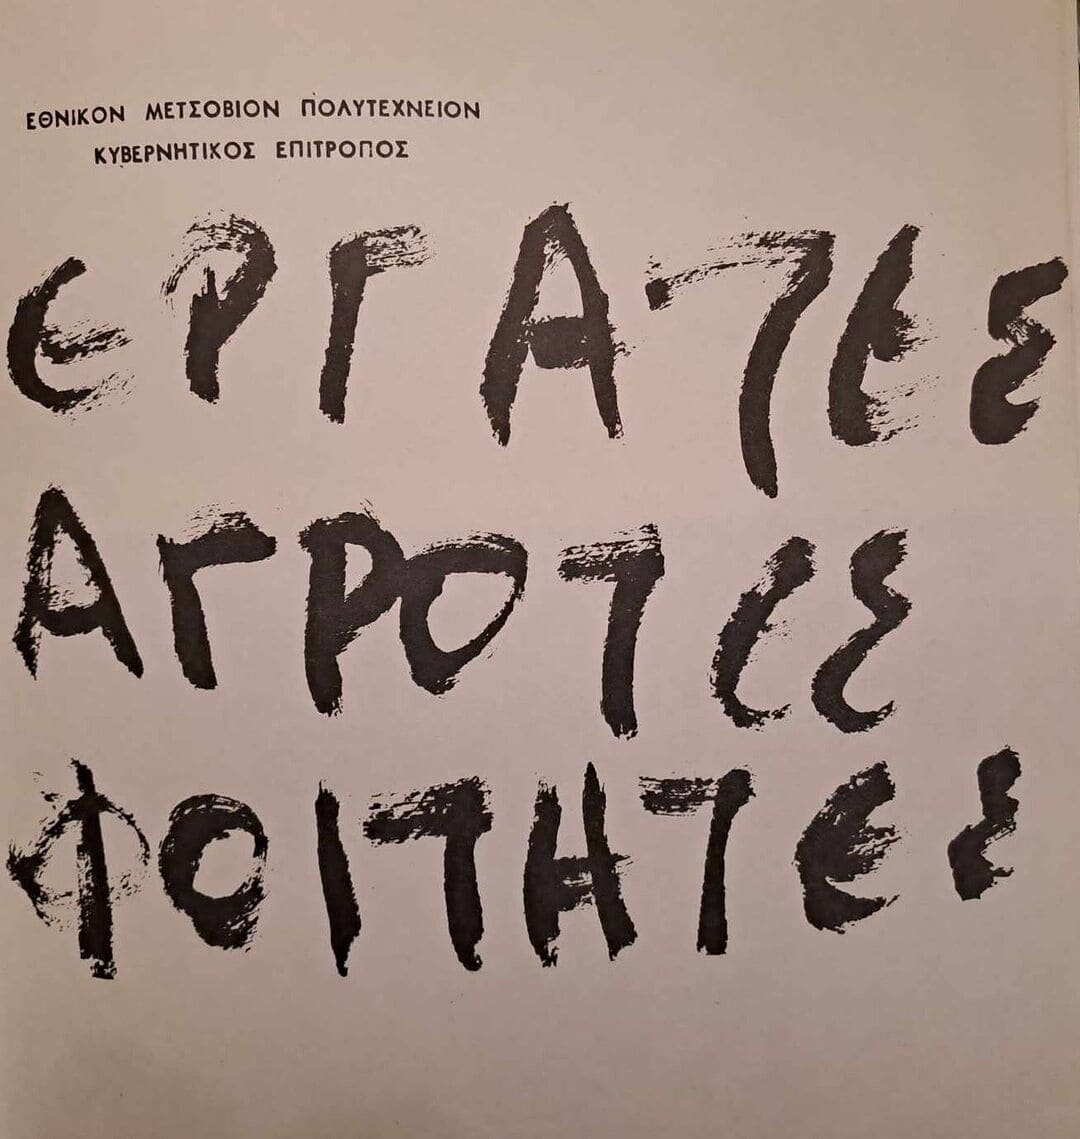 ΕΘΝΙΚΟΝ ΜΕΤΣΟΒΙΟΝ ΠΟΛΥΤΕΧΝΕΙΟΝ
ΚΥΒΕΡΝΗΤΙΚΟΣ ΕΠΙΤΡΟΠΟΣ
ΕΡΓΑΤΕΣ
ΑΓΡΟΤΕΣ
ΦΟΙΤΗΤΕΣ